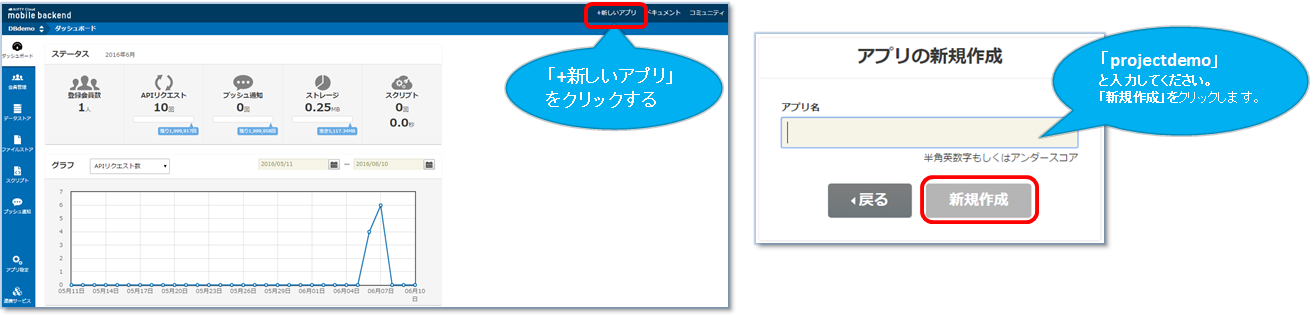 NIFTY Cloud
mobile backend
+新しいアプリ
ドキュメント
コミュニティ
DBdemo
ダッシュボード
ダッシュボード
会員管理
データストア
ファイルストア
スクリプト
プッシュ通知
アプリ設定
連携サービス
ステータス 2016年6月
登録会員数
1人
APIリクエスト
10回
残り1,999,957回
プッシュ通知
0回
残り1,999,958回
ストレージ
0.25MB
スクリプト
0回
0.0秒
グラフ
APIリクエスト数
2016/05/11
ー
2016/06/10
7
6
5
4
3
2
1
0
05月11日
05月14日
05月17日
05月20日
05月23日
05月26日
05月29日
06月01日
06月04日
06月07日
06月10日
「+新しいアプリ」
をクリックする
アプリの新規作成
アプリ名
半角英数字もしくはアンダースコア
戻る
新規作成
「projectdemo」
と入力してください。
「新規作成」をクリックします。